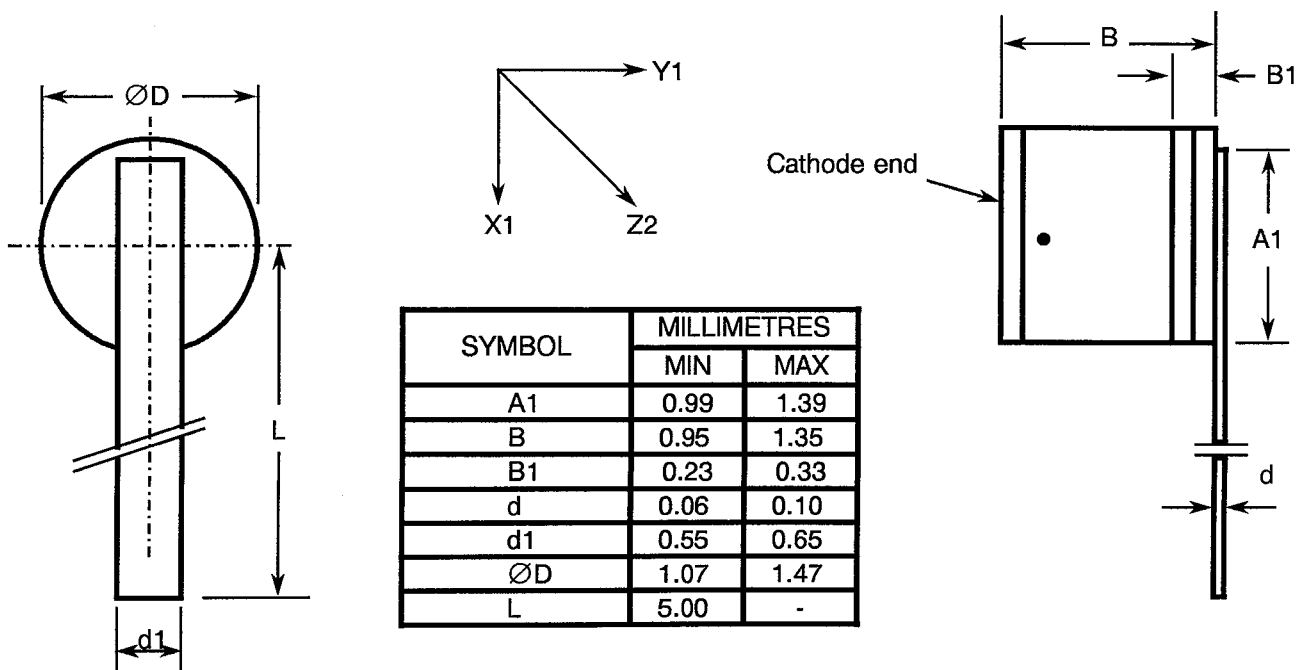 B
B1
ØD
Y1
Cathode end
X1
Z2
A1
L
SYMBOL MILLIMETRES
MIN MAX
A1 0.99 1.39
B 0.95 1.35
B1 0.23 0.33
d 0.06 0.10
d1 0.55 0.65
ØD 1.07 1.47
L 5.00 -
d
d1